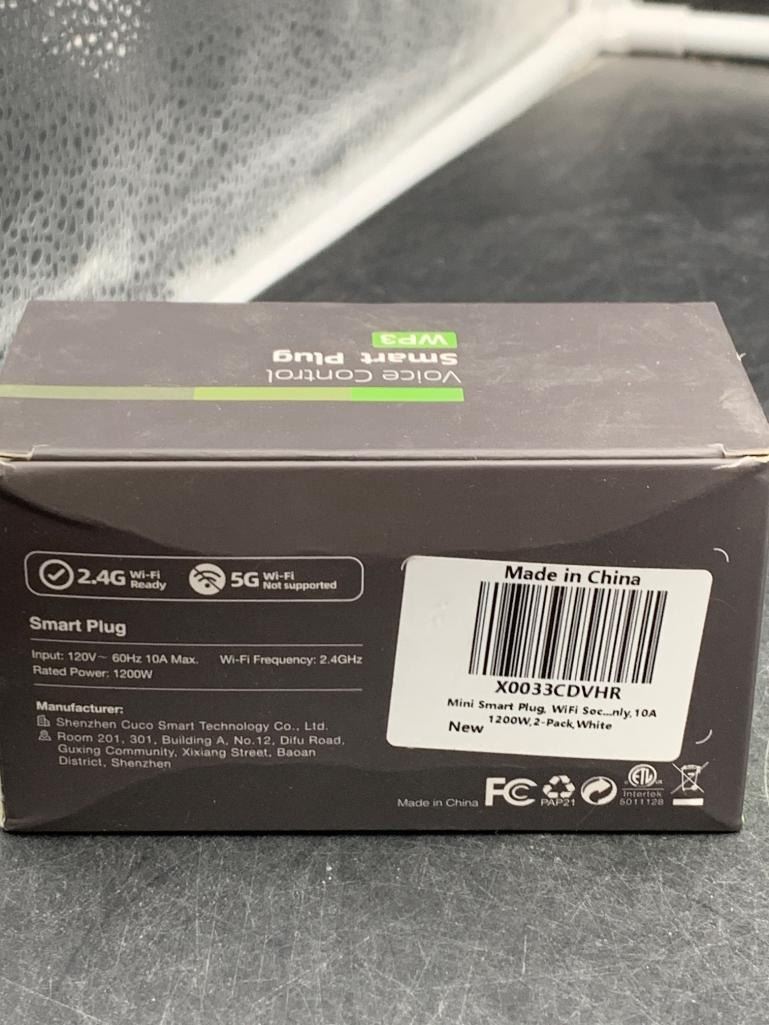 WP3
Smart Plug
Voice Control
2.4G Wi-Fi Ready
5G Wi-Fi Not supported
Smart Plug
Input: 120V~ 60Hz 10A Max. Wi-Fi Frequency: 2.4GHz
Rated Power: 1200W
Manufacturer:
Shenzhen Cuco Smart Technology Co., Ltd.
Room 201, 301, Building A, No.12, Difu Road,
Guxing Community, Xixiang Street, Baoan
District, Shenzhen
Made in China
X0033CDVHR
Mini Smart Plug, WiFi Soc...nly,10A
1200W,2-Pack,White
New
Made in China FC PAP21
ETL
Intertek
5011128